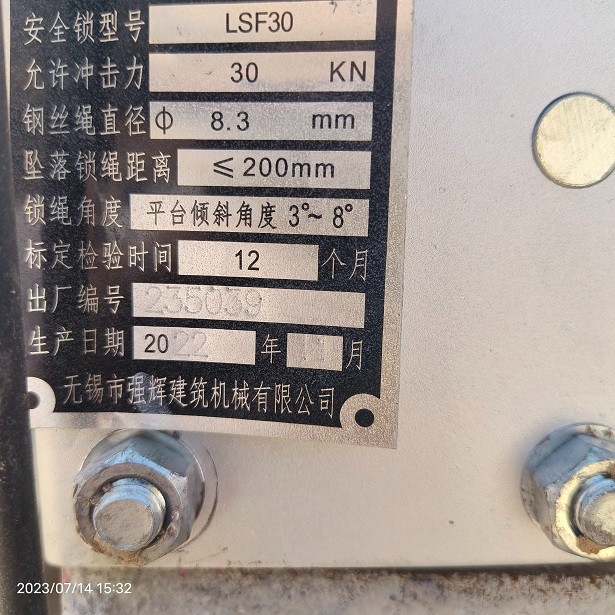 安全锁型号 LSF30
允许冲击力 30 KN
钢丝绳直径 ф 8.3 mm
坠落锁绳距离 ≤200mm
锁绳角度 平台倾斜角度 3°~ 8°
标定检验时间 12 个月
出厂编号 235039
生产日期 2022 年 11 月
无锡市强辉建筑机械有限公司
2023/07/14 15:32